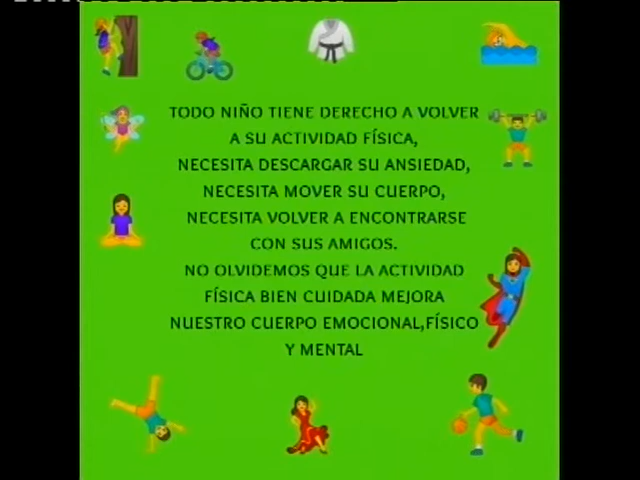 TODO NIÑO TIENE DERECHO A VOLVER
A SU ACTIVIDAD FÍSICA,
NECESITA DESCARGAR SU ANSIEDAD,
NECESITA MOVER SU CUERPO,
NECESITA VOLVER A ENCONTRARSE
CON SUS AMIGOS.
NO OLVIDEMOS QUE LA ACTIVIDAD
FÍSICA BIEN CUIDADA MEJORA
NUESTRO CUERPO EMOCIONAL,FÍSICO
Y MENTAL